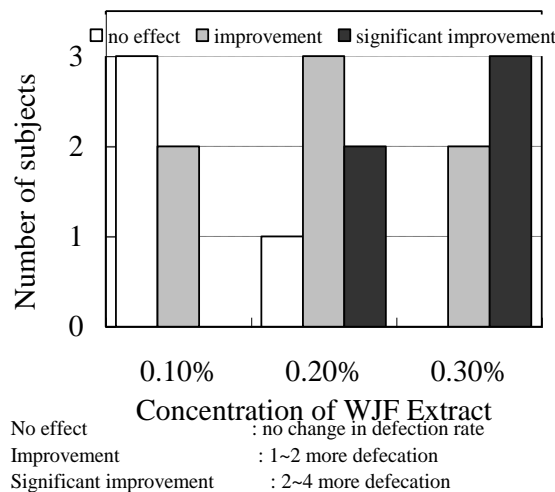 no effect improvement significant improvement
3
2
1
0
Number of subjects
0.10% 0.20% 0.30%
Concentration of WJF Extract
No effect : no change in defection rate
Improvement : 1~2 more defecation
Significant improvement : 2~4 more defecation